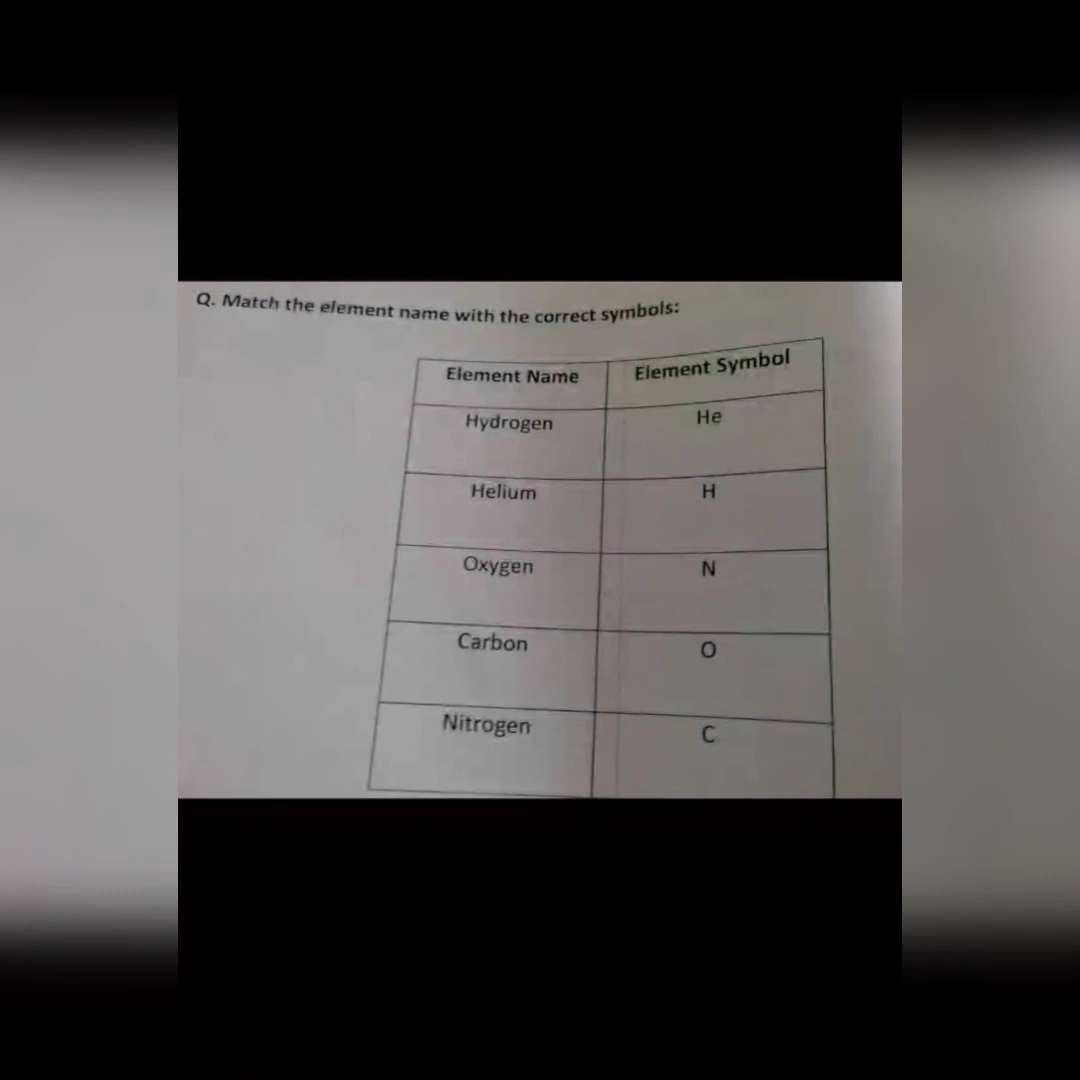 Q. Match the element name with the correct symbols:
Element Name Element Symbol
Hydrogen He
Helium H
Oxygen N
Carbon O
Nitrogen C